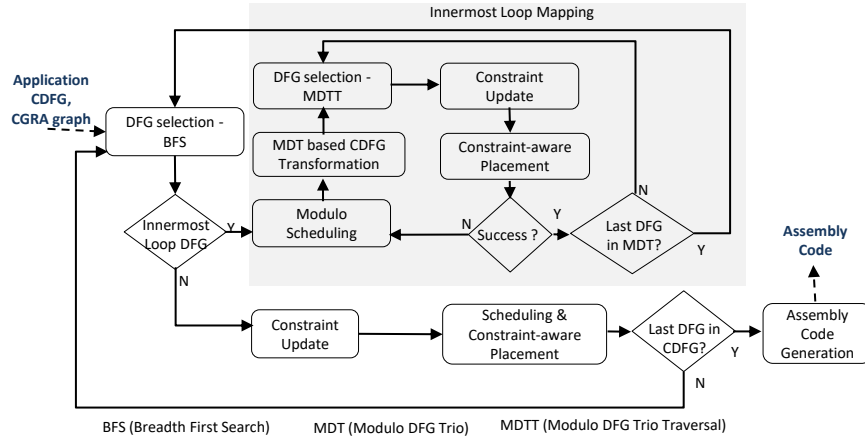 Innermost Loop Mapping
Application
CDFG,
CGRA graph
DFG selection -
BFS
DFG selection -
MDTT
Constraint
Update
MDT based CDFG
Transformation
Constraint-aware
Placement
N
Innermost
Loop DFG
Y
Modulo
Scheduling
N
Success ?
Y
Last DFG
in MDT?
Y
Assembly
Code
N
Constraint
Update
Scheduling &
Constraint-aware
Placement
Last DFG in
CDFG?
Y
Assembly
Code
Generation
N
BFS (Breadth First Search)
MDT (Modulo DFG Trio)
MDTT (Modulo DFG Trio Traversal)